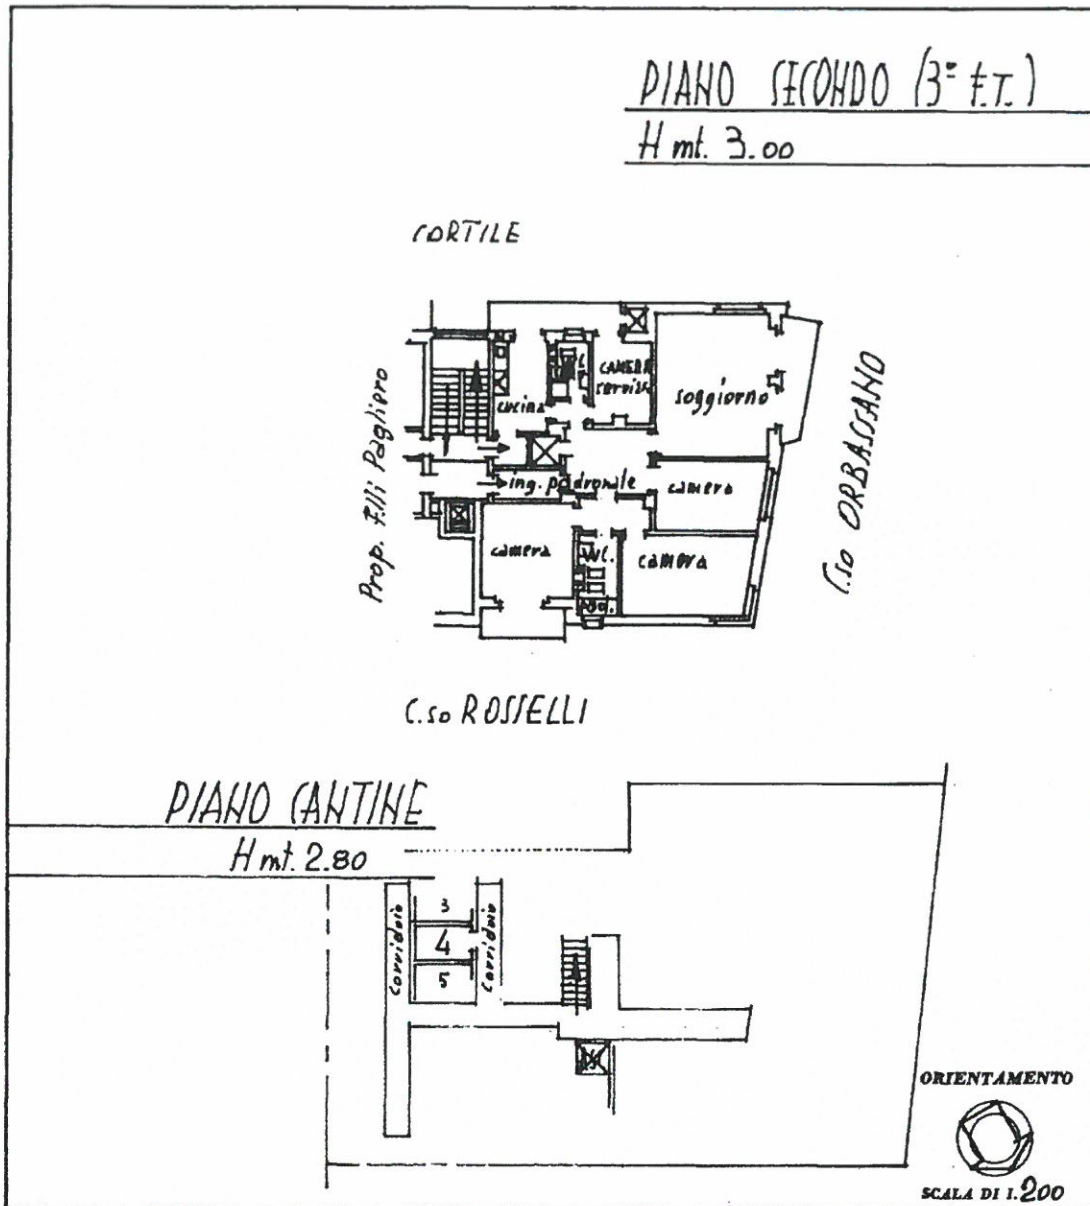 PIANO SECONDO (3° f.T.)
H mt. 3.00
CORTILE
CAMERA
servizio
cucina
soggiorno
Prop. F.lli Pagliero
ing. padronale
camera
camera
WC.
camera
C.so ORBASSANO
C.so ROSSELLI
PIANO CANTINE
H mt. 2.80
corridoio
3
4
5
corridoio
ORIENTAMENTO
SCALA DI 1.200